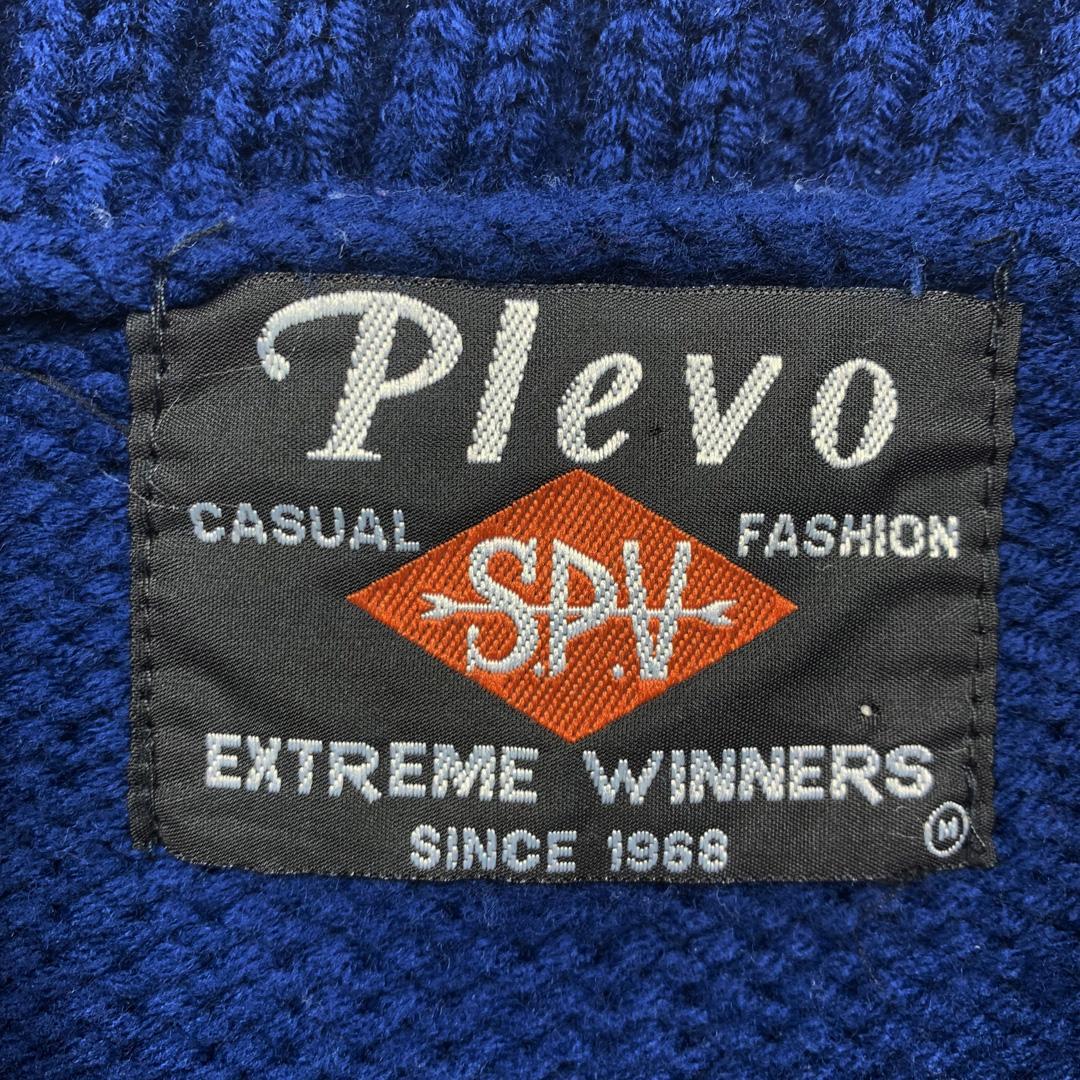 Plevo
CASUAL FASHION
S.P.V
EXTREME WINNERS
SINCE 1968
M